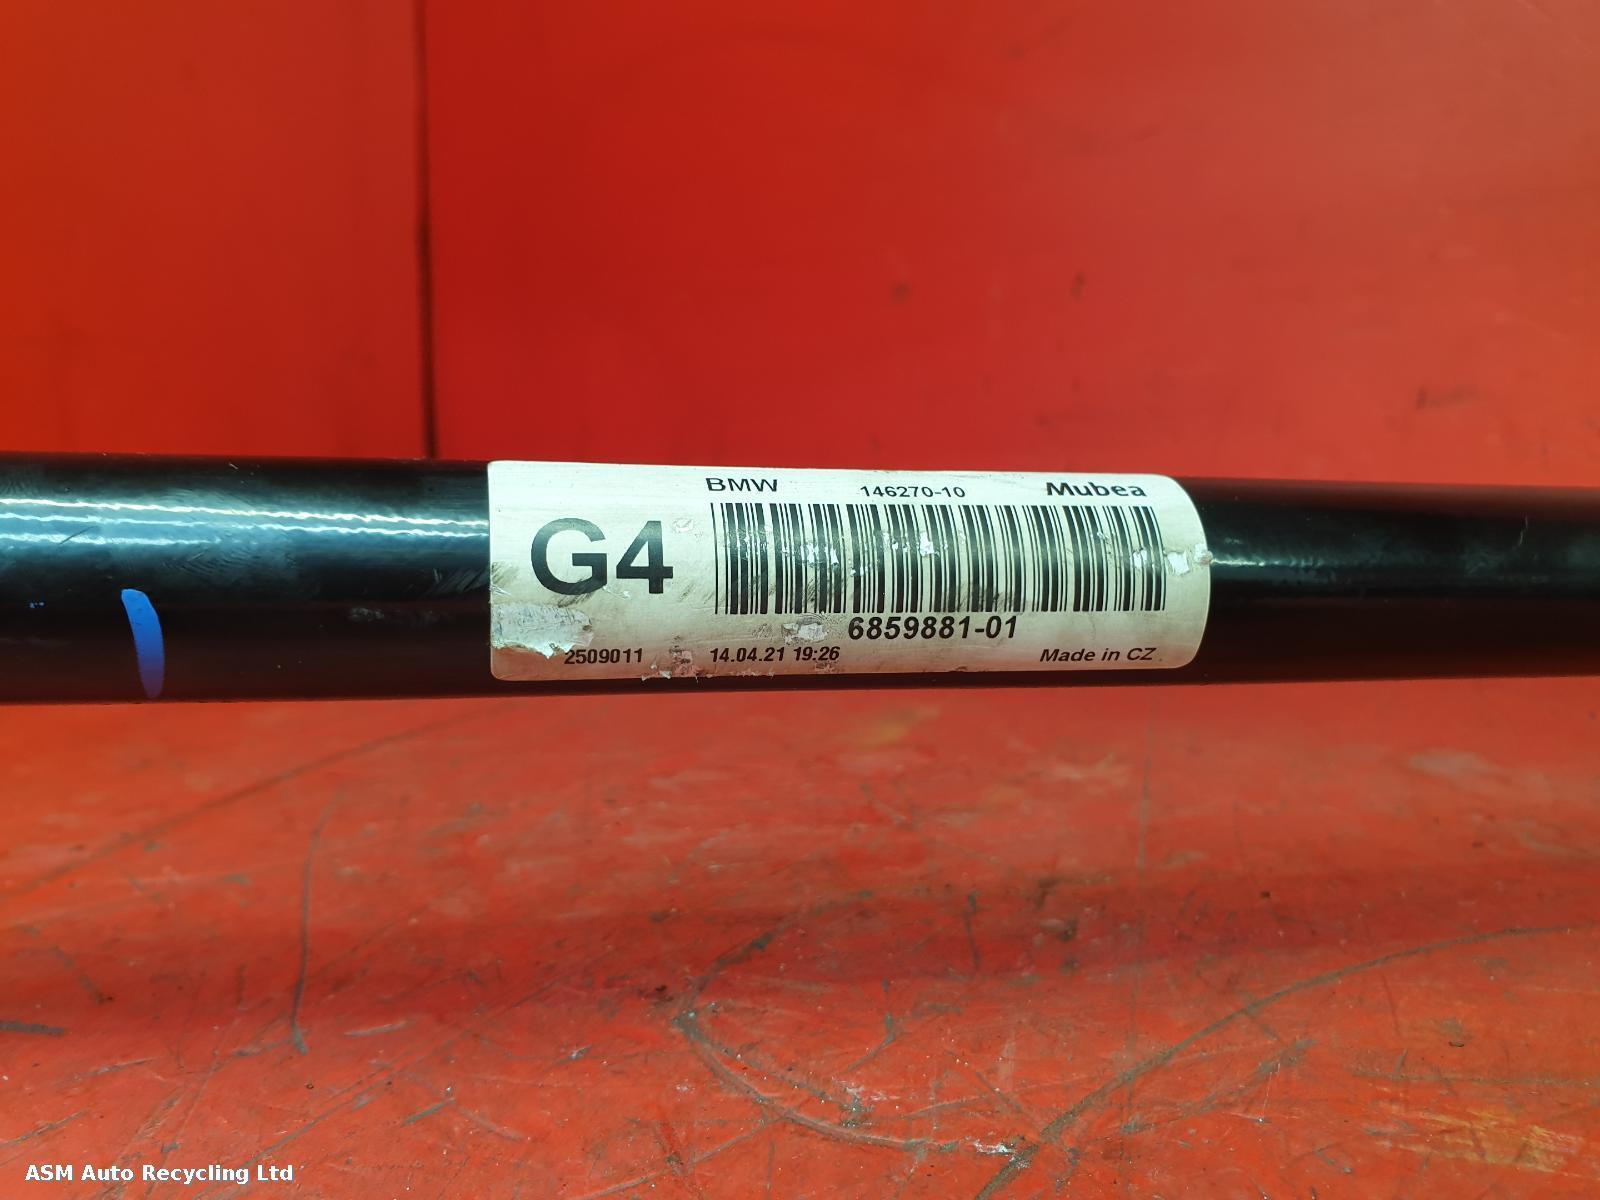 BMW 146270-10 Mubea
G4
6859881-01
2509011 14.04.21 19:26 Made in CZ
ASM Auto Recycling Ltd